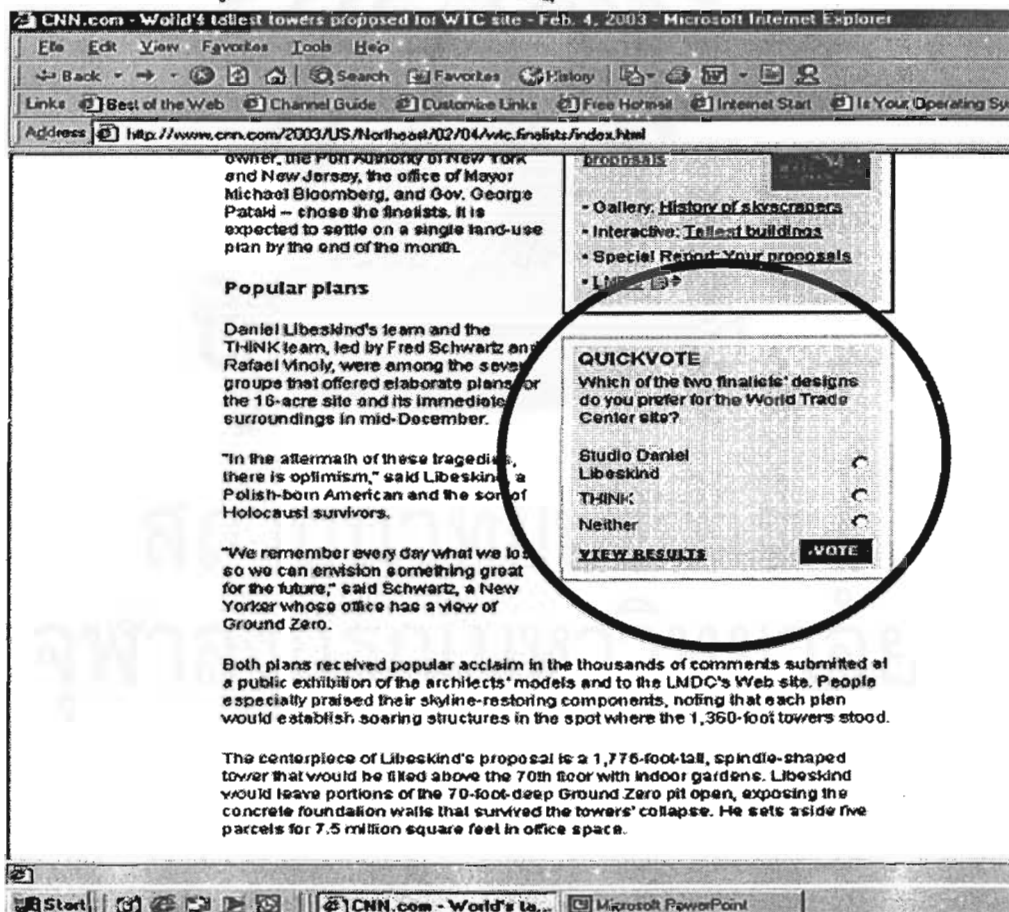 CNN.com - World's tallest towers proposed for WTC site - Feb. 4, 2003 - Microsoft Internet Explorer
File Edit View Favorites Tools Help
Back Search Favorites History
Links Best of the Web Channel Guide Customize Links Free Hotmail Internet Start Is Your Operating Sy
Address http://www.cnn.com/2003/US/Northeast/02/04/wtc.finalists/index.html
owner, the Port Authority of New York
and New Jersey, the office of Mayor
Michael Bloomberg, and Gov. George
Pataki -- chose the finalists. It is
expected to settle on a single land-use
plan by the end of the month.
proposals
• Gallery: History of skyscrapers
• Interactive: Tallest buildings
• Special Report: Your proposals
• LMDC
Popular plans
Daniel Libeskind's team and the
THINK team, led by Fred Schwartz and
Rafael Vinoly, were among the seven
groups that offered elaborate plans for
the 16-acre site and its immediate
surroundings in mid-December.
"In the aftermath of these tragedies,
there is optimism," said Libeskind, a
Polish-born American and the son of
Holocaust survivors.
"We remember every day what we lost
so we can envision something great
for the future," said Schwartz, a New
Yorker whose office has a view of
Ground Zero.
QUICKVOTE
Which of the two finalists' designs
do you prefer for the World Trade
Center site?
Studio Daniel
Libeskind
THINK
Neither
VIEW RESULTS VOTE
Both plans received popular acclaim in the thousands of comments submitted at
a public exhibition of the architects' models and to the LMDC's Web site. People
especially praised their skyline-restoring components, noting that each plan
would establish soaring structures in the spot where the 1,360-foot towers stood.
The centerpiece of Libeskind's proposal is a 1,776-foot-tall, spindle-shaped
tower that would be filled above the 70th floor with indoor gardens. Libeskind
would leave portions of the 70-foot-deep Ground Zero pit open, exposing the
concrete foundation walls that survived the towers' collapse. He sets aside five
parcels for 7.5 million square feet in office space.
Start CNN.com - World's ta... Microsoft PowerPoint